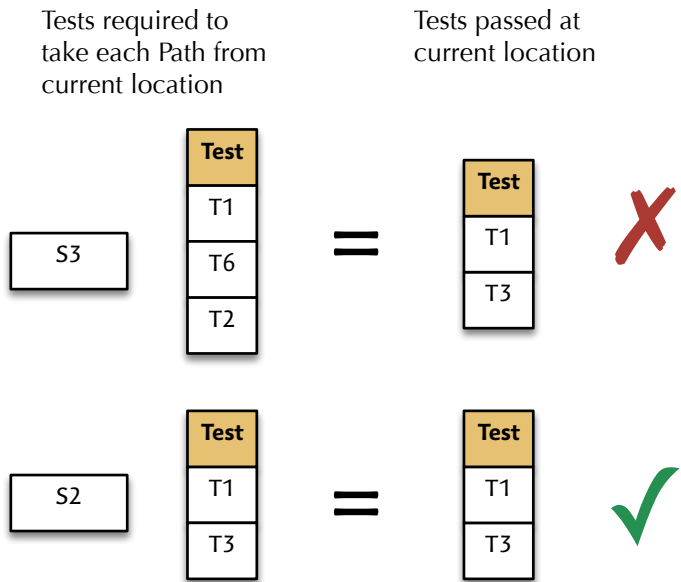 Tests required to
take each Path from
current location
Tests passed at
current location
S3
Test
T1
T6
T2
=
Test
T1
T3
✗
S2
Test
T1
T3
=
Test
T1
T3
✓